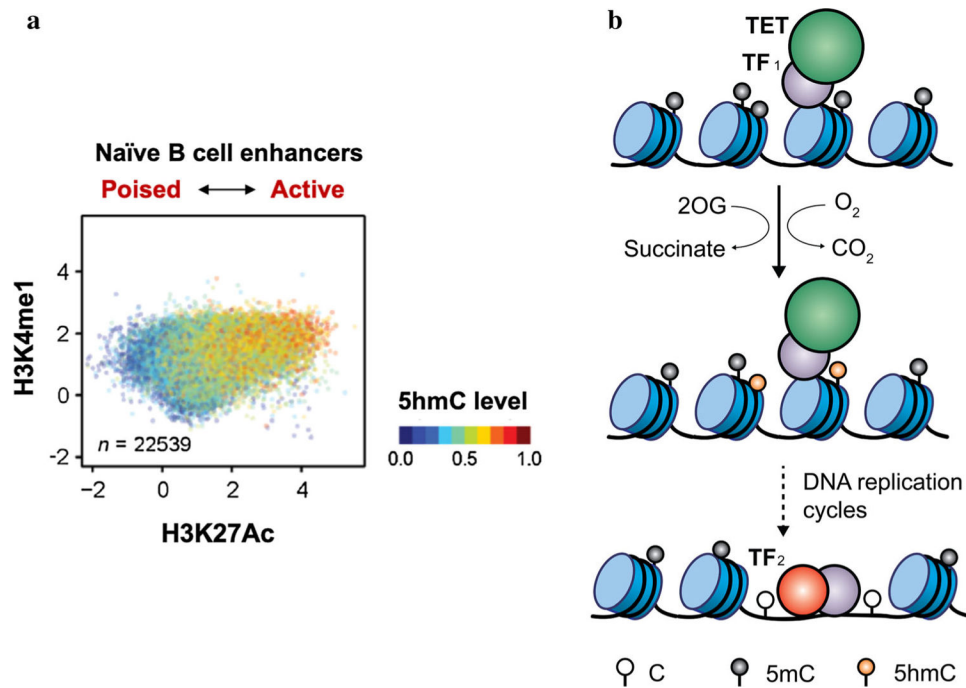 a
Naïve B cell enhancers
Poised Active
H3K4me1
4
2
0
-2
n = 22539
−2 0 2 4
H3K27Ac
5hmC level
0.0 0.5 1.0
b
TET
TF1
2OG O2
Succinate CO2
DNA replication
cycles
TF2
C 5mC 5hmC